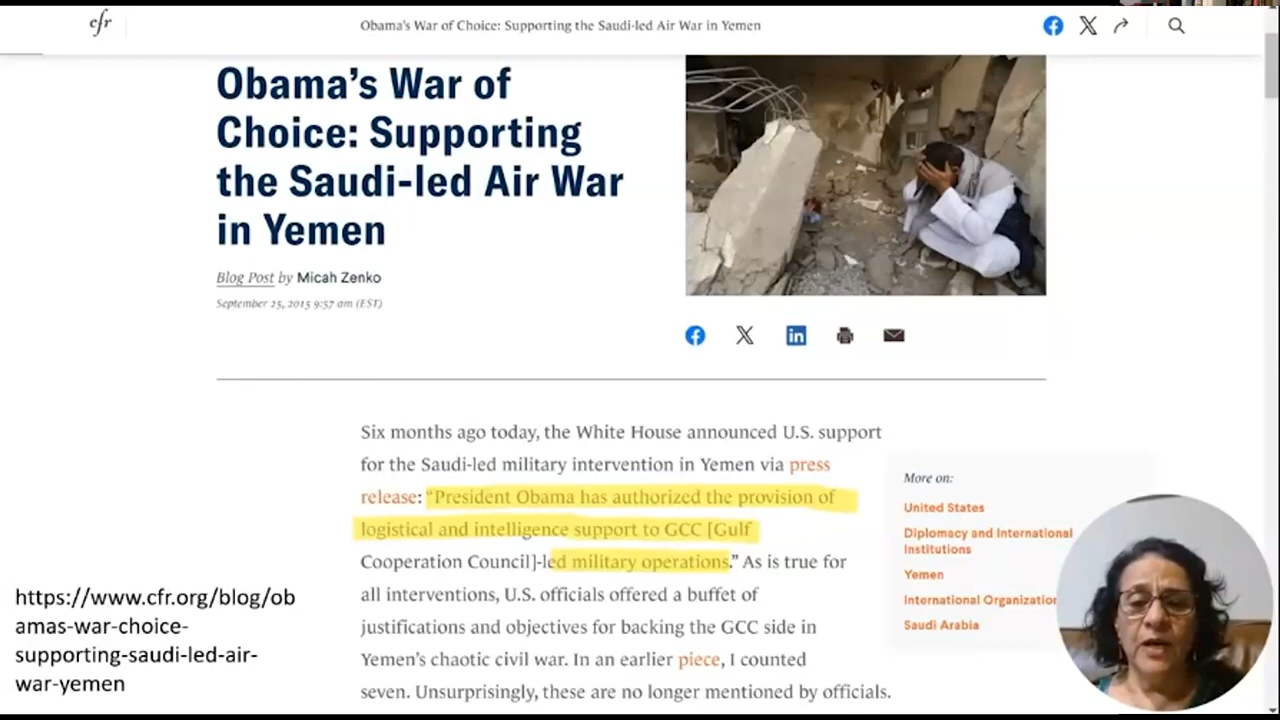 cfr
Obama's War of Choice: Supporting the Saudi-led Air War in Yemen
Obama's War of
Choice: Supporting
the Saudi-led Air War
in Yemen
Blog Post by Micah Zenko
September 25, 2015 9:57 am (EST)
Six months ago today, the White House announced U.S. support
for the Saudi-led military intervention in Yemen via press
release: “President Obama has authorized the provision of
logistical and intelligence support to GCC [Gulf
Cooperation Council]-led military operations.” As is true for
all interventions, U.S. officials offered a buffet of
justifications and objectives for backing the GCC side in
Yemen's chaotic civil war. In an earlier piece, I counted
seven. Unsurprisingly, these are no longer mentioned by officials.
More on:
United States
Diplomacy and International
Institutions
Yemen
International Organization
Saudi Arabia
https://www.cfr.org/blog/ob
amas-war-choice-
supporting-saudi-led-air-
war-yemen